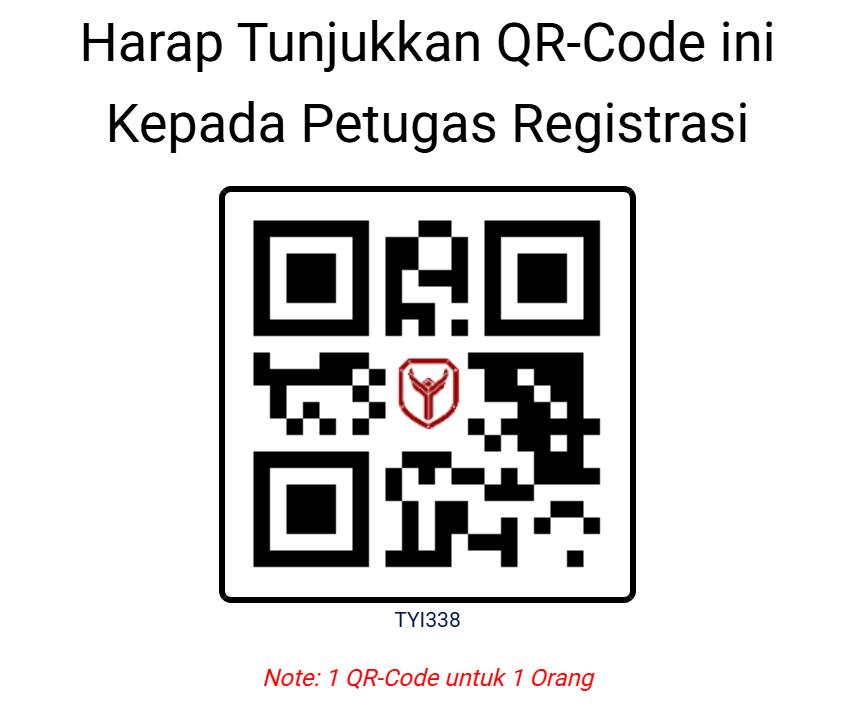 Harap Tunjukkan QR-Code ini
Kepada Petugas Registrasi
TYI338
Note: 1 QR-Code untuk 1 Orang